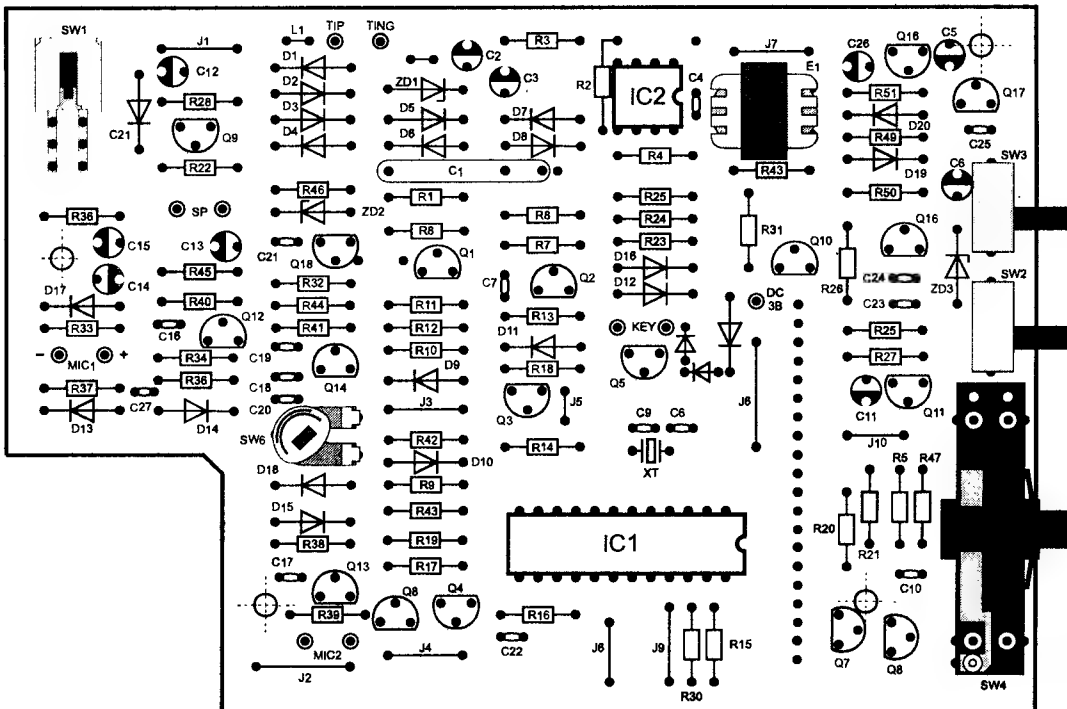 SW1
J1
L1
TIP
TING
R3
J7
Q16
C5
C12
D1
C2
C26
D2
ZD1
C3
R2
C4
E1
R28
D3
D5
D7
IC2
R51
Q17
C21
D4
D6
D8
D20
Q9
R49
C25
R22
C1
R4
R43
D19
SW3
C6
R46
R1
R25
R50
R36
SP
ZD2
R8
R24
R31
Q16
C15
C13
C21
Q18
R8
R7
R23
Q10
C14
R45
Q1
D16
C24
D17
R40
R32
C7
Q2
D12
DC
3B
R26
C23
ZD3
SW2
R33
C16
Q12
R44
R11
R13
R41
R12
D11
KEY
R25
- MIC1 +
R34
C19
R10
R18
R27
R37
R36
C18
Q14
D9
Q5
C27
C20
J3
Q3
J5
J6
C11
Q11
D13
D14
SW6
R42
C9
C6
J10
D10
R14
XT
D18
R9
R5
R47
D15
R43
IC1
R20
R38
R19
R21
C17
R17
Q13
C10
R39
Q8
Q4
R16
MIC2
C22
J6
J9
R15
Q7
Q8
J2
J4
R30
SW4